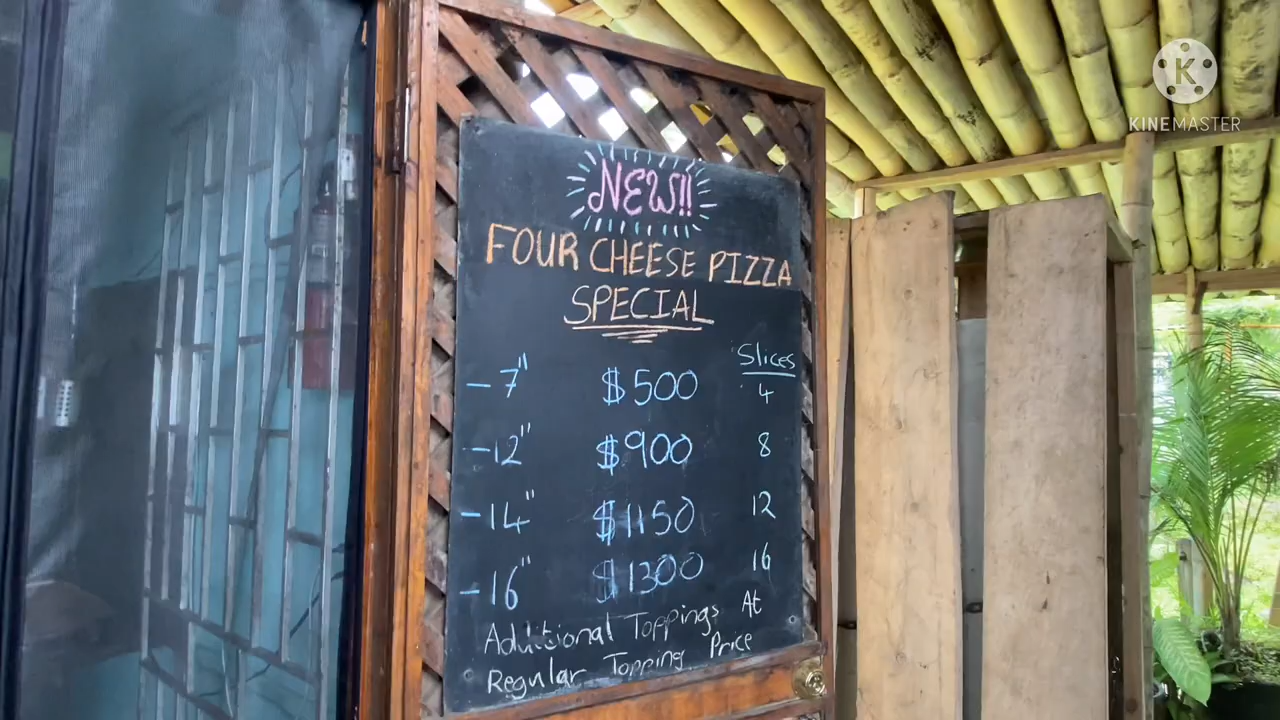 NEW!!
FOUR CHEESE PIZZA
SPECIAL
Slices
- 7" $500 4
- 12" $900 8
- 14" $1150 12
- 16" $1300 16
Additional Toppings At
Regular Topping Price
K
KINEMASTER